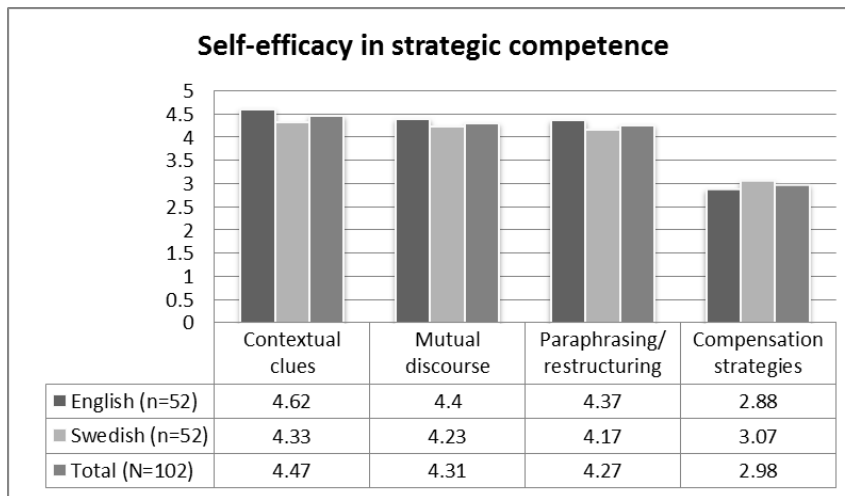 Self-efficacy in strategic competence
5
4.5
4
3.5
3
2.5
2
1.5
1
0.5
0
Contextual clues Mutual discourse Paraphrasing/ restructuring Compensation strategies
English (n=52) 4.62 4.4 4.37 2.88
Swedish (n=52) 4.33 4.23 4.17 3.07
Total (N=102) 4.47 4.31 4.27 2.98